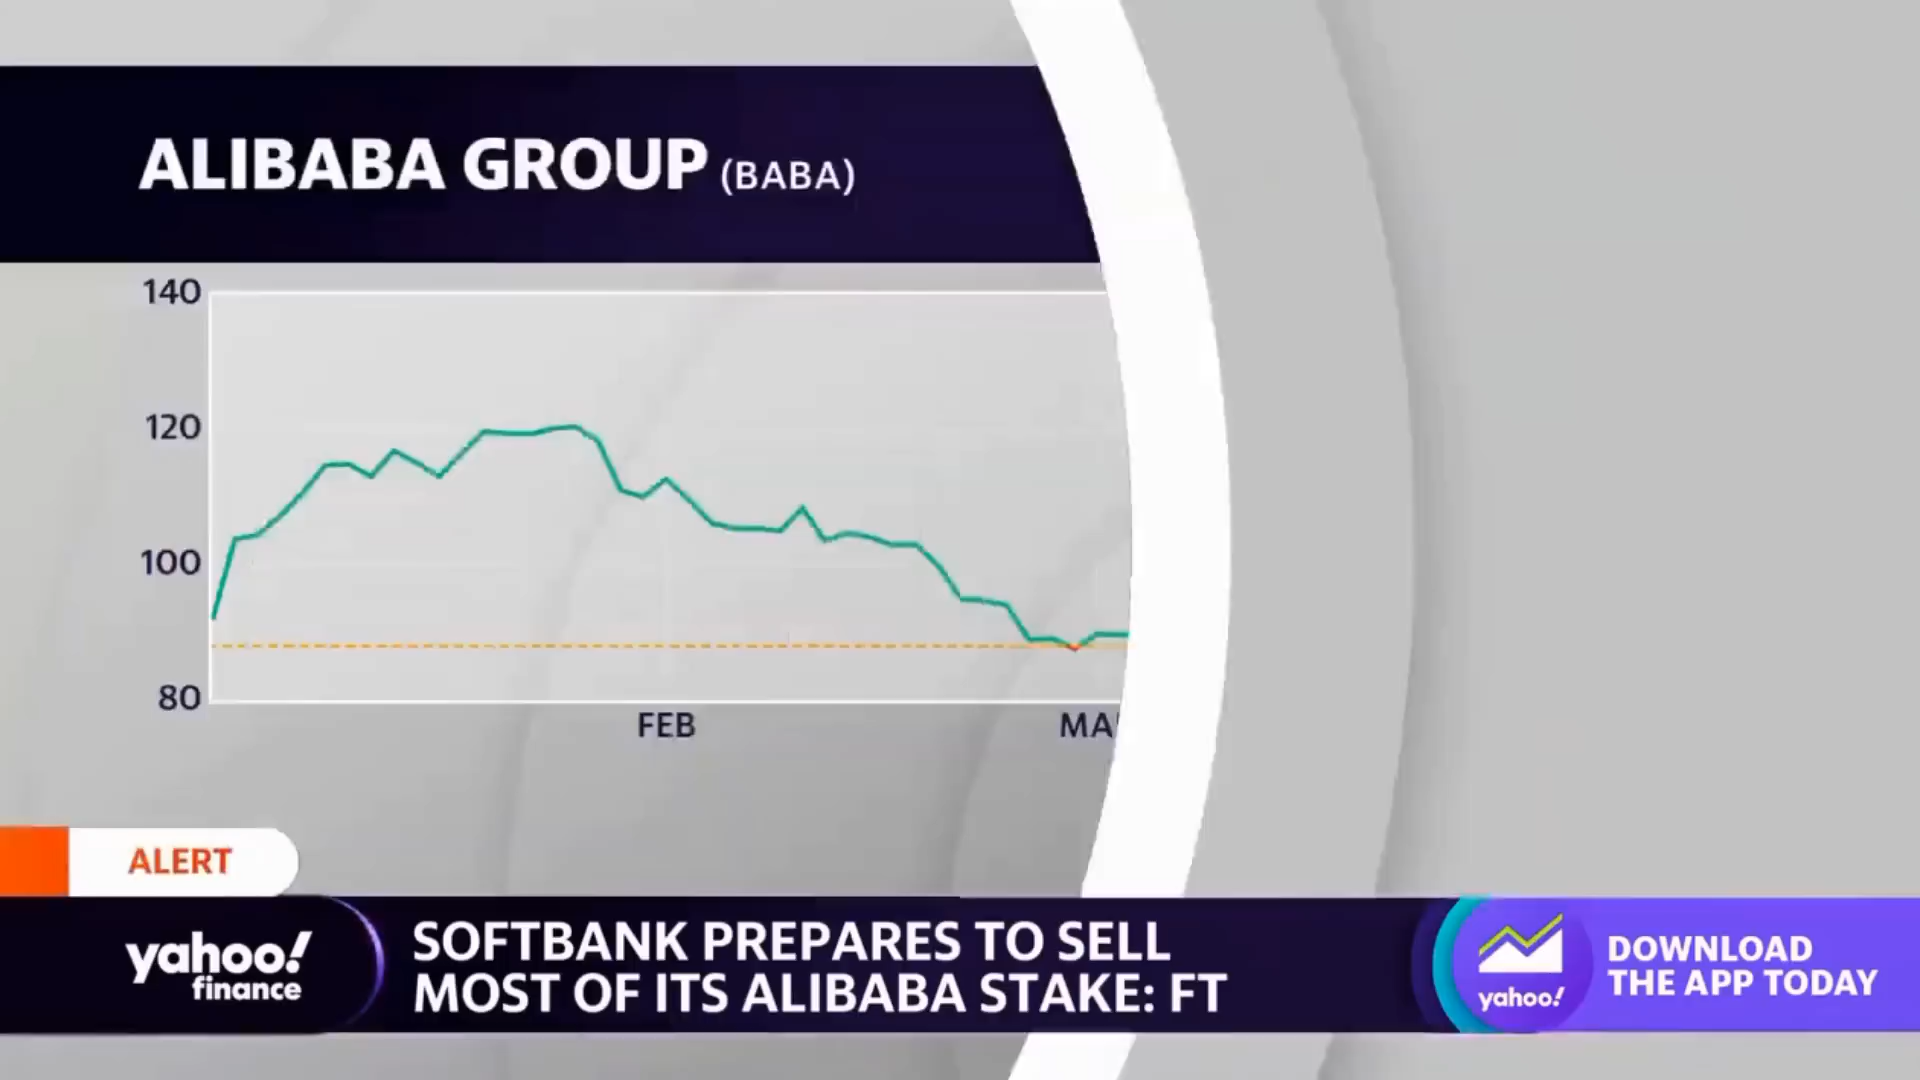 ALIBABA GROUP (BABA)
140
120
100
80
FEB
MA
ALERT
yahoo!
finance
SOFTBANK PREPARES TO SELL
MOST OF ITS ALIBABA STAKE: FT
yahoo!
DOWNLOAD
THE APP TODAY